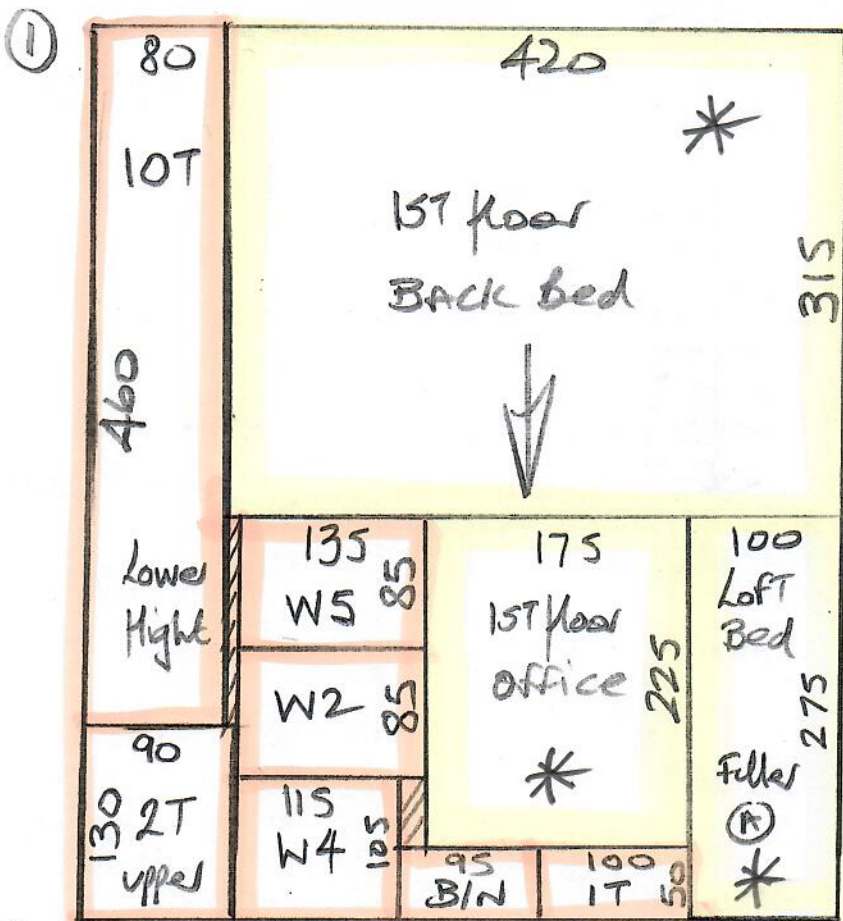 ①
80
10T
460
Lower
Hight
420
*
1ST floor
BACK Bed
315
135
W5
85
W2
85
115
W4
105
175
1ST floor
office
225
*
100
Loft
Bed
275
Filler
Ⓐ
*
90
130
2T
upper
95
B/N
100
1T
50